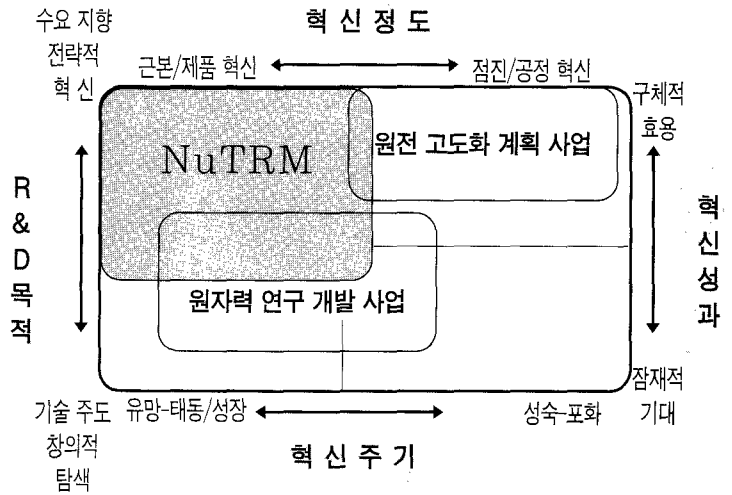 수요 지향
전략적
혁 신
혁 신 정 도
근본/제품 혁신
점진/공정 혁신
구체적
효용
NuTRM
원전 고도화 계획 사업
R
&
D
목
적
혁
신
성
과
원자력 연구 개발 사업
기술 주도
창의적
탐색
유망-태동/성장
성숙-포화
잠재적
기대
혁 신 주 기